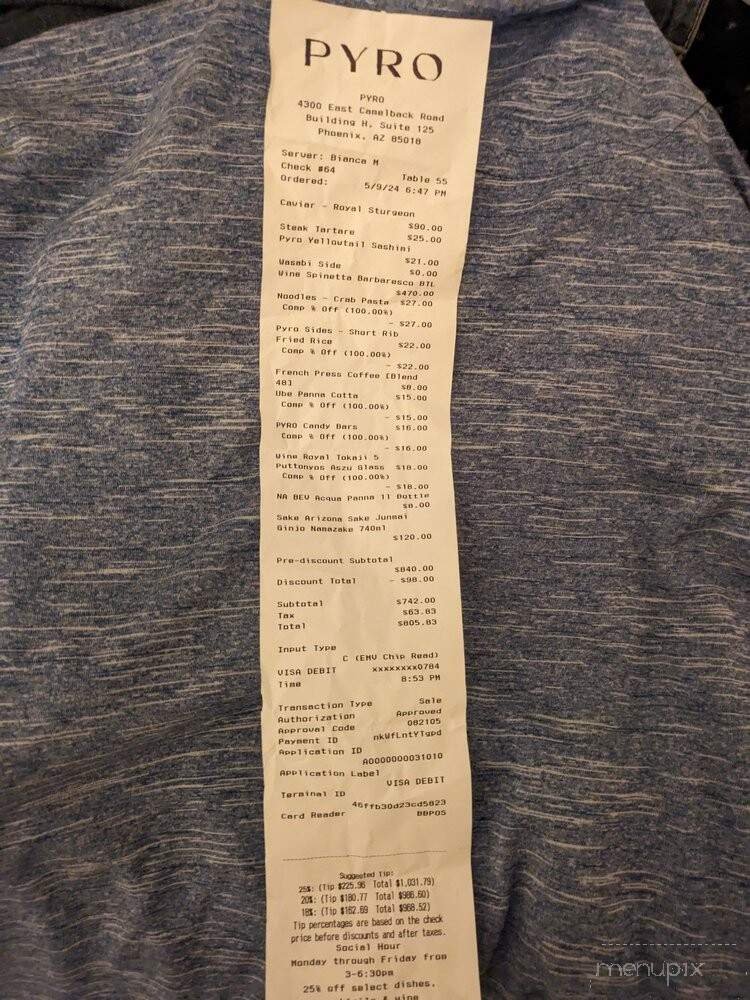 PYRO
PYRO
4300 East Camelback Road
Building H, Suite 125
Phoenix, AZ 85018
Server: Bianca M
Check #64 Table 55
Ordered: 5/9/24 6:47 PM
Caviar - Royal Sturgeon
$90.00
Steak Tartare $25.00
Pyro Yellowtail Sashimi
$21.00
Wasabi Side $0.00
Wine Spinetta Barbaresco BTL
$470.00
Noodles - Crab Pasta $27.00
Comp % Off (100.00%)
- $27.00
Pyro Sides - Short Rib
Fried Rice $22.00
Comp % Off (100.00%)
- $22.00
French Press Coffee [Blend
48] $8.00
Ube Panna Cotta $15.00
Comp % Off (100.00%)
- $15.00
PYRO Candy Bars $16.00
Comp % Off (100.00%)
- $16.00
Wine Royal Tokaji 5
Puttonyos Aszu Glass $18.00
Comp % Off (100.00%)
- $18.00
NA BEV Acqua Panna 1l Bottle
$8.00
Sake Arizona Sake Junmai
Ginjo Namazake 740ml
$120.00
Pre-discount Subtotal
$840.00
Discount Total - $98.00
Subtotal $742.00
Tax $63.83
Total $805.83
Input Type
C (EMV Chip Read)
VISA DEBIT xxxxxxxx0784
Time 8:53 PM
Transaction Type Sale
Authorization Approved
Approval Code 082105
Payment ID nkWfLntYTgpd
Application ID
A0000000031010
Application Label
VISA DEBIT
Terminal ID
46ffb30d23cd5823
Card Reader BBPOS
Suggested Tip:
25%: (Tip $225.96 Total $1,031.79)
20%: (Tip $180.77 Total $986.60)
18%: (Tip $162.69 Total $968.52)
Tip percentages are based on the check
price before discounts and after taxes.
Social Hour
Monday through Friday from
3-6:30pm
25% off select dishes,
& wine
menupix